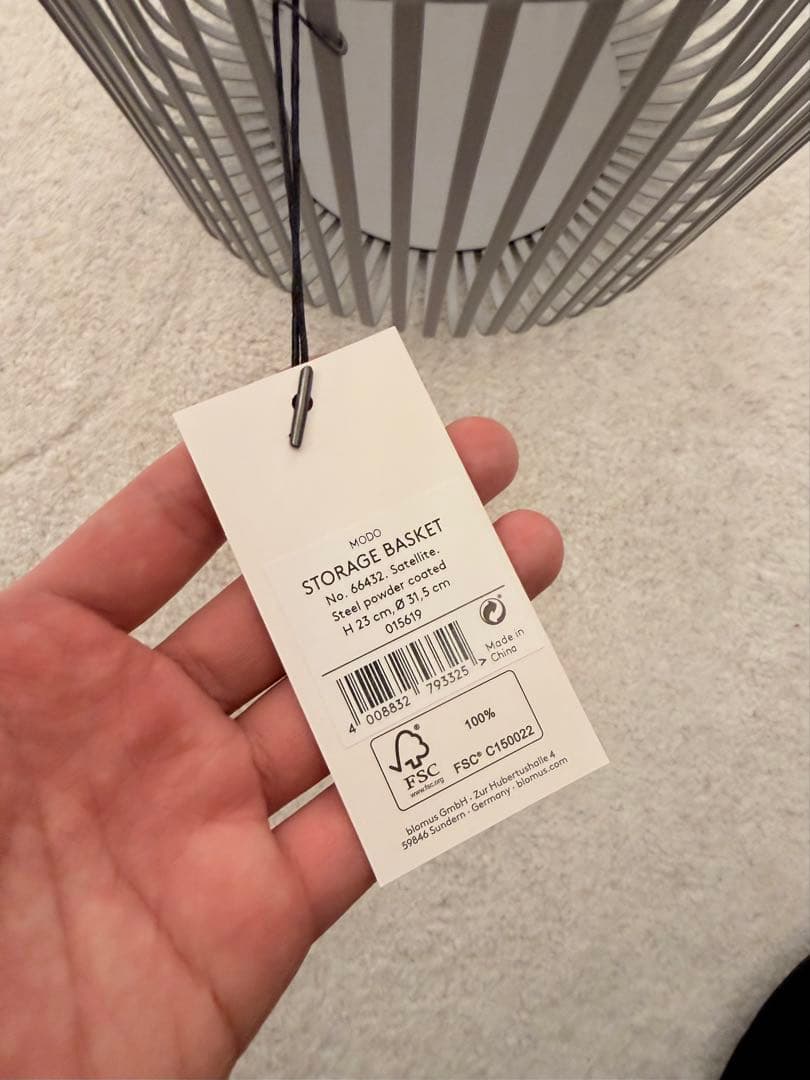 MODO
STORAGE BASKET
No. 66432. Satellite.
Steel powder coated
H 23 cm, Ø 31,5 cm
015619
4 008832 793325 >
Made in
China
FSC®
www.fsc.org
100%
FSC® C150022
blomus GmbH · Zur Hubertushalle 4
59846 Sundern · Germany · blomus.com